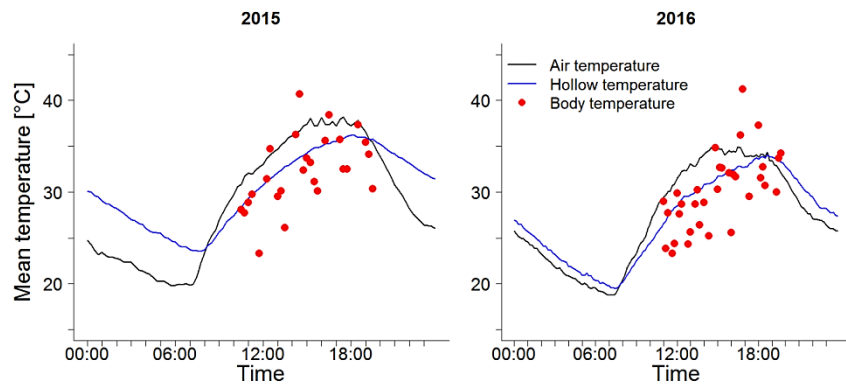 2015
2016
Mean temperature [°C]
40
30
20
00:00 06:00 12:00 18:00
Time
Air temperature
Hollow temperature
Body temperature
40
30
20
00:00 06:00 12:00 18:00
Time